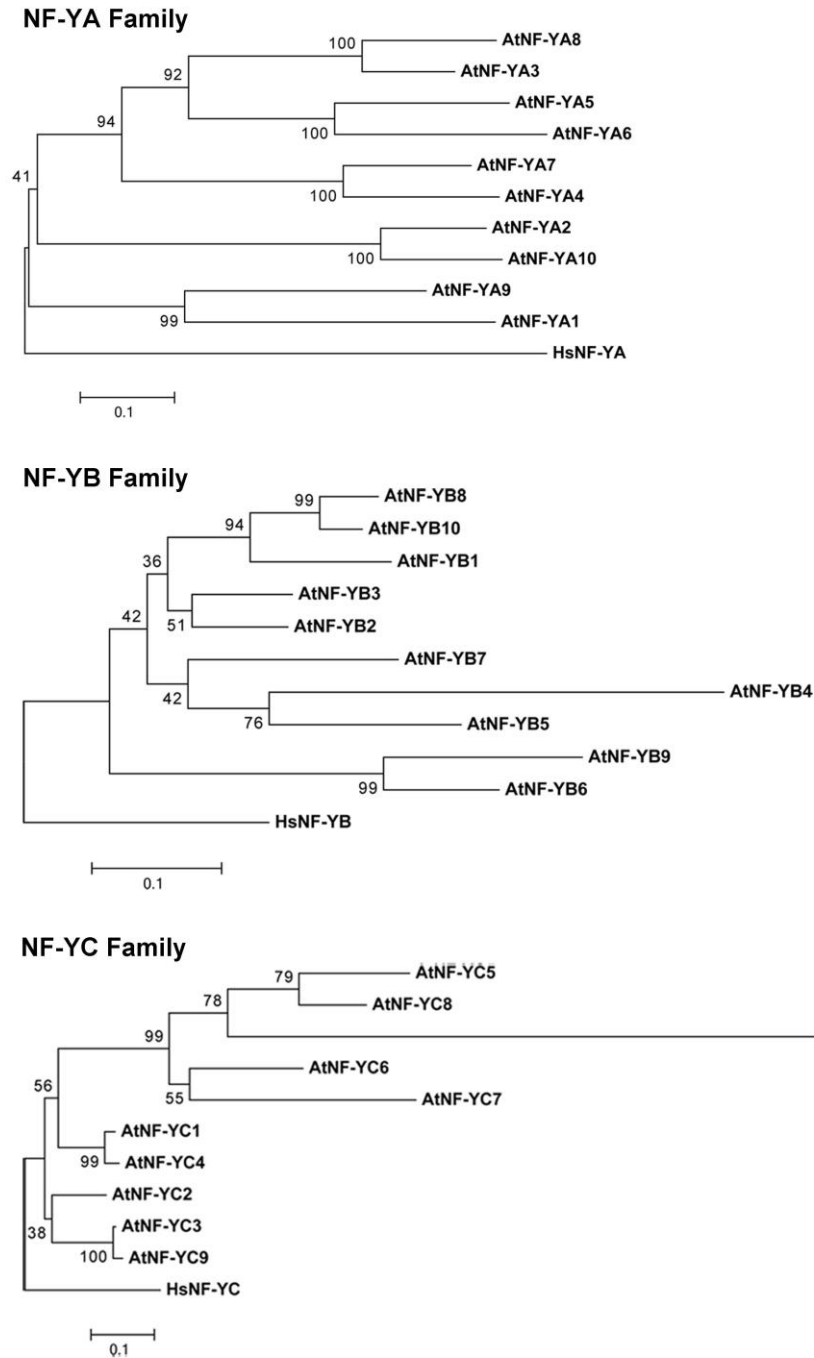 NF-YA Family
100 AtNF-YA8
AtNF-YA3
92
AtNF-YA5
100 AtNF-YA6
94
AtNF-YA7
100 AtNF-YA4
41
AtNF-YA2
100 AtNF-YA10
AtNF-YA9
99 AtNF-YA1
HsNF-YA
0.1
NF-YB Family
99 AtNF-YB8
AtNF-YB10
94
AtNF-YB1
36
AtNF-YB3
51 AtNF-YB2
42
AtNF-YB7
42
AtNF-YB4
76 AtNF-YB5
AtNF-YB9
99 AtNF-YB6
HsNF-YB
0.1
NF-YC Family
79 AtNF-YC5
AtNF-YC8
78
99
AtNF-YC6
55 AtNF-YC7
56
AtNF-YC1
99 AtNF-YC4
AtNF-YC2
38
AtNF-YC3
100 AtNF-YC9
HsNF-YC
0.1